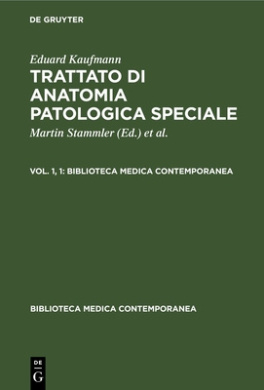 DE GRUYTER
Eduard Kaufmann
TRATTATO DI
ANATOMIA
PATOLOGICA SPECIALE
Martin Stammler (Ed.) et al.
VOL. 1, 1: BIBLIOTECA MEDICA CONTEMPORANEA
BIBLIOTECA MEDICA CONTEMPORANEA
DE
G